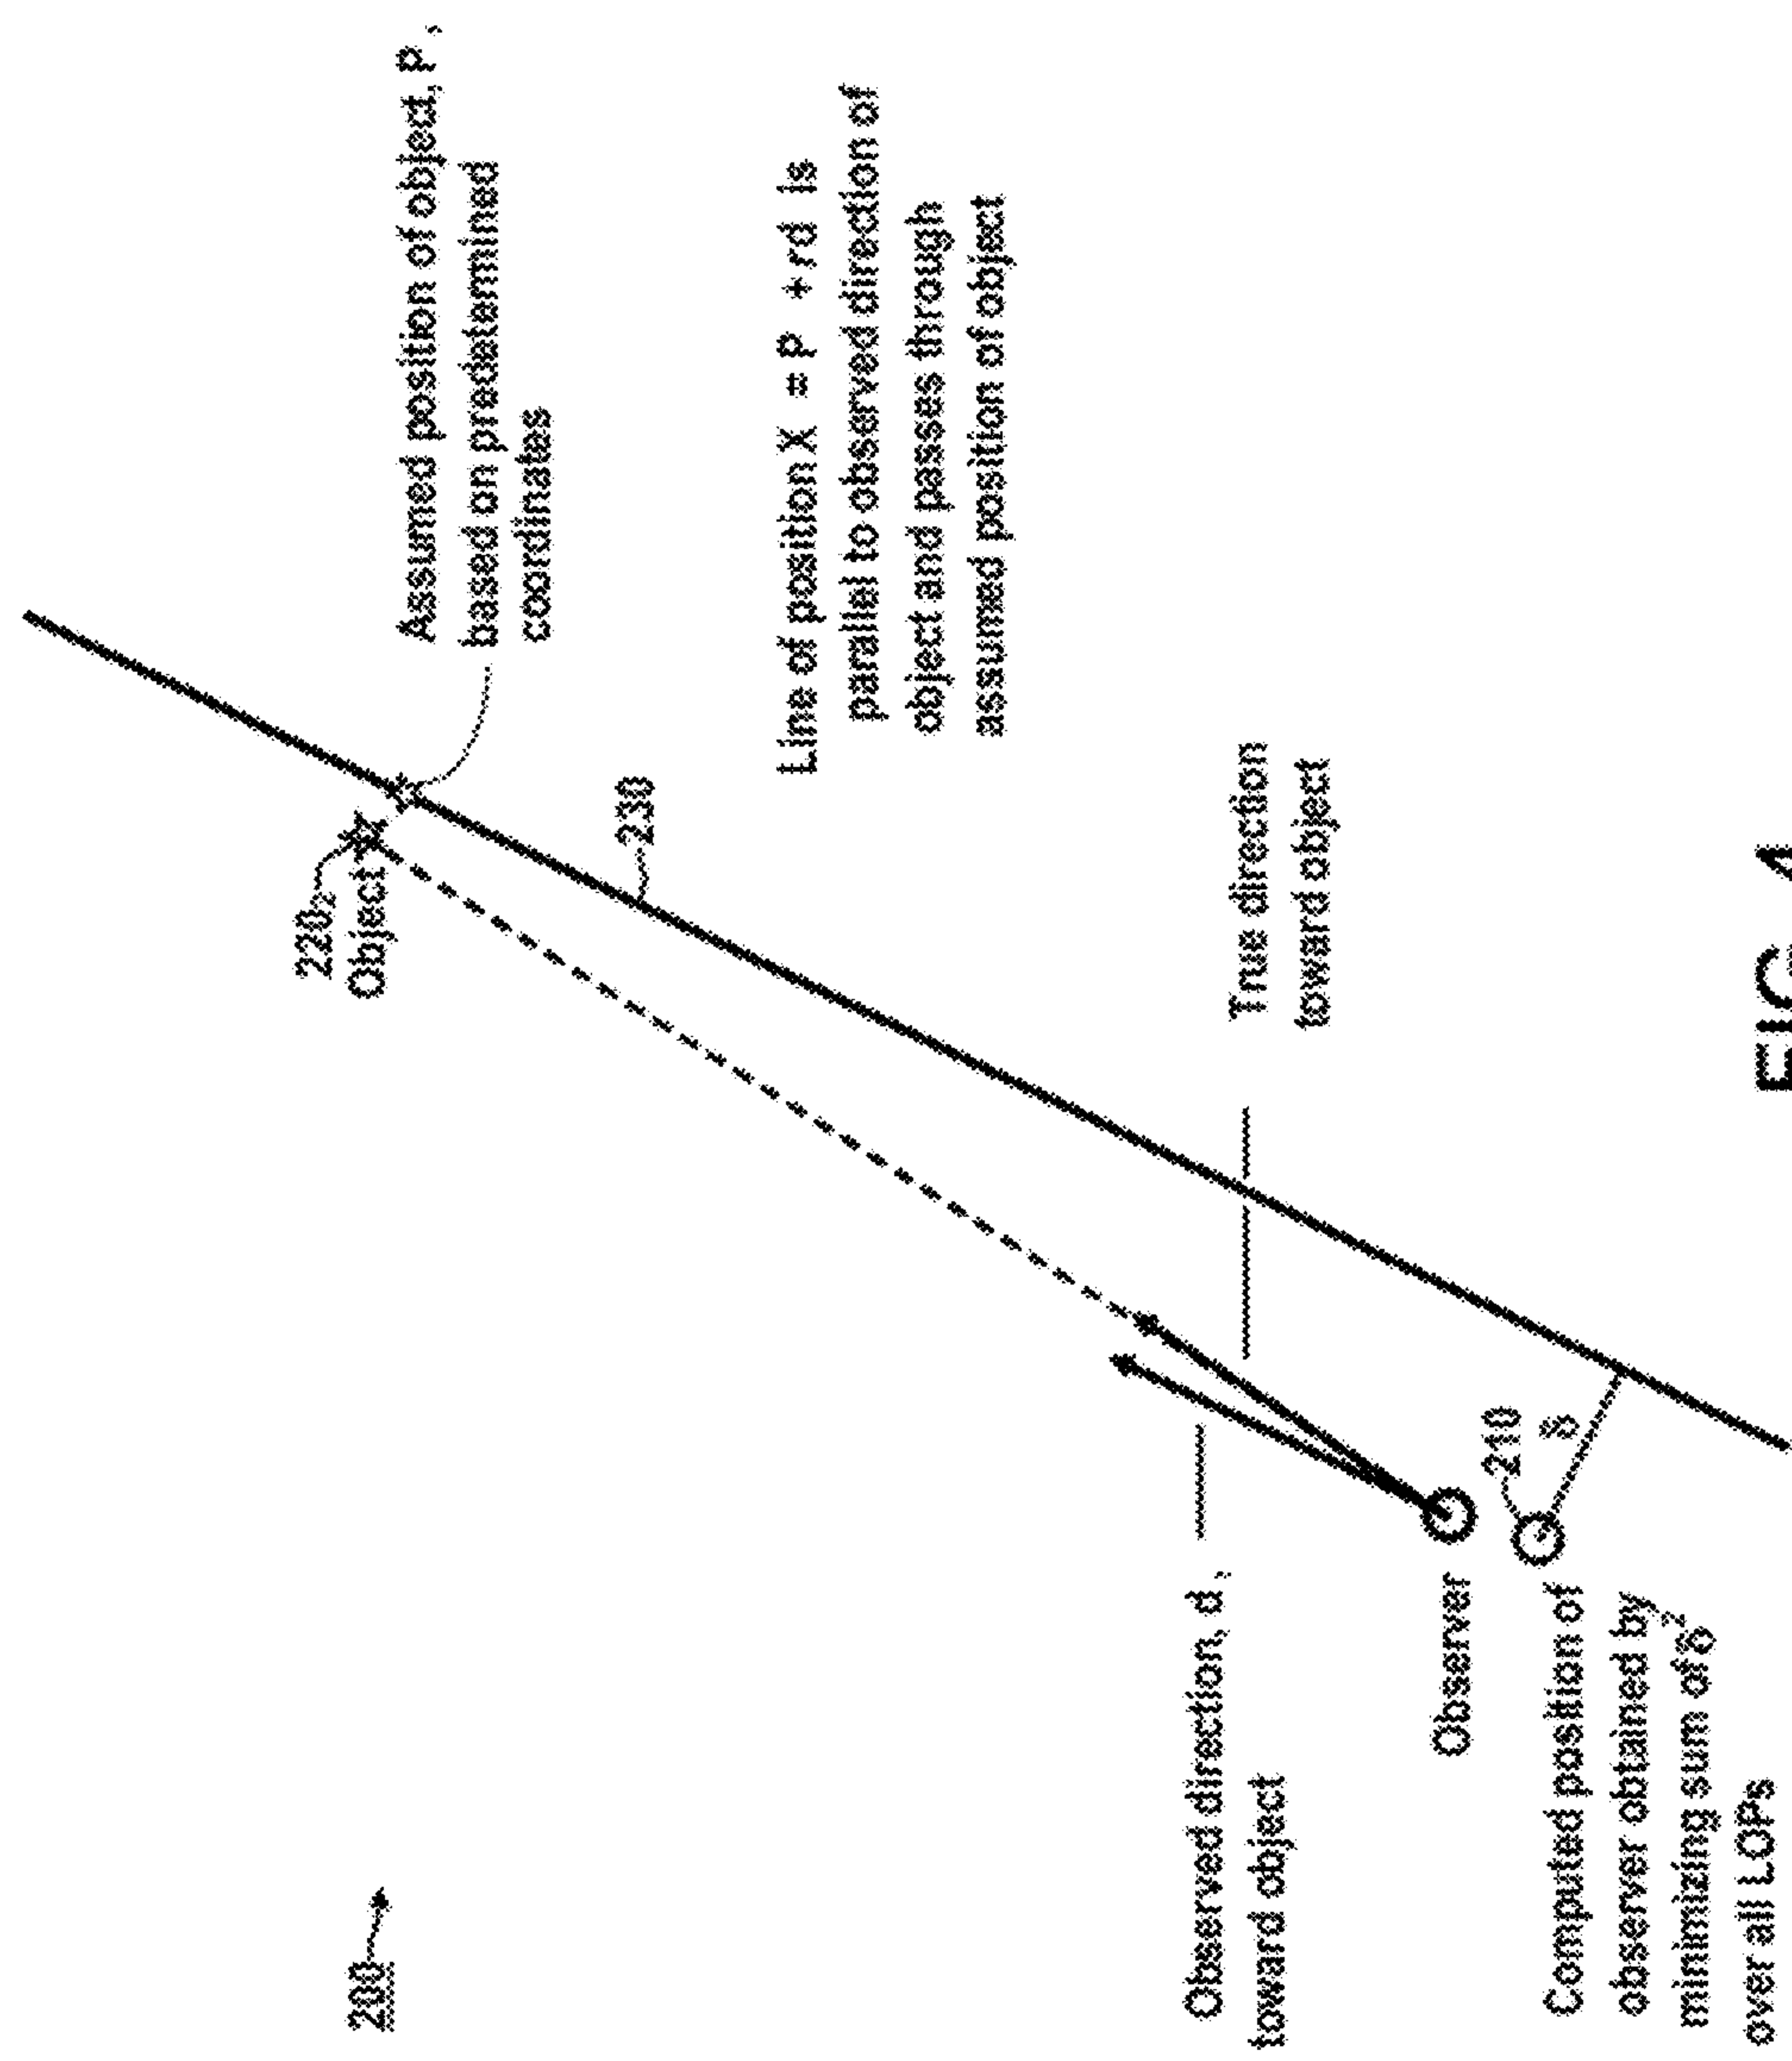 200
220
Object
Assumed position of object, P,
based on predetermined
coordinates
230
Line of position X = P + rd is
parallel to observed direction of
object and passes through
assumed position of object
Observed direction, d,
toward object
True direction
toward object
Observer
210
δ
Computed position of
observer obtained by
minimizing sum of δ²
over all LOPs
FIG. 4